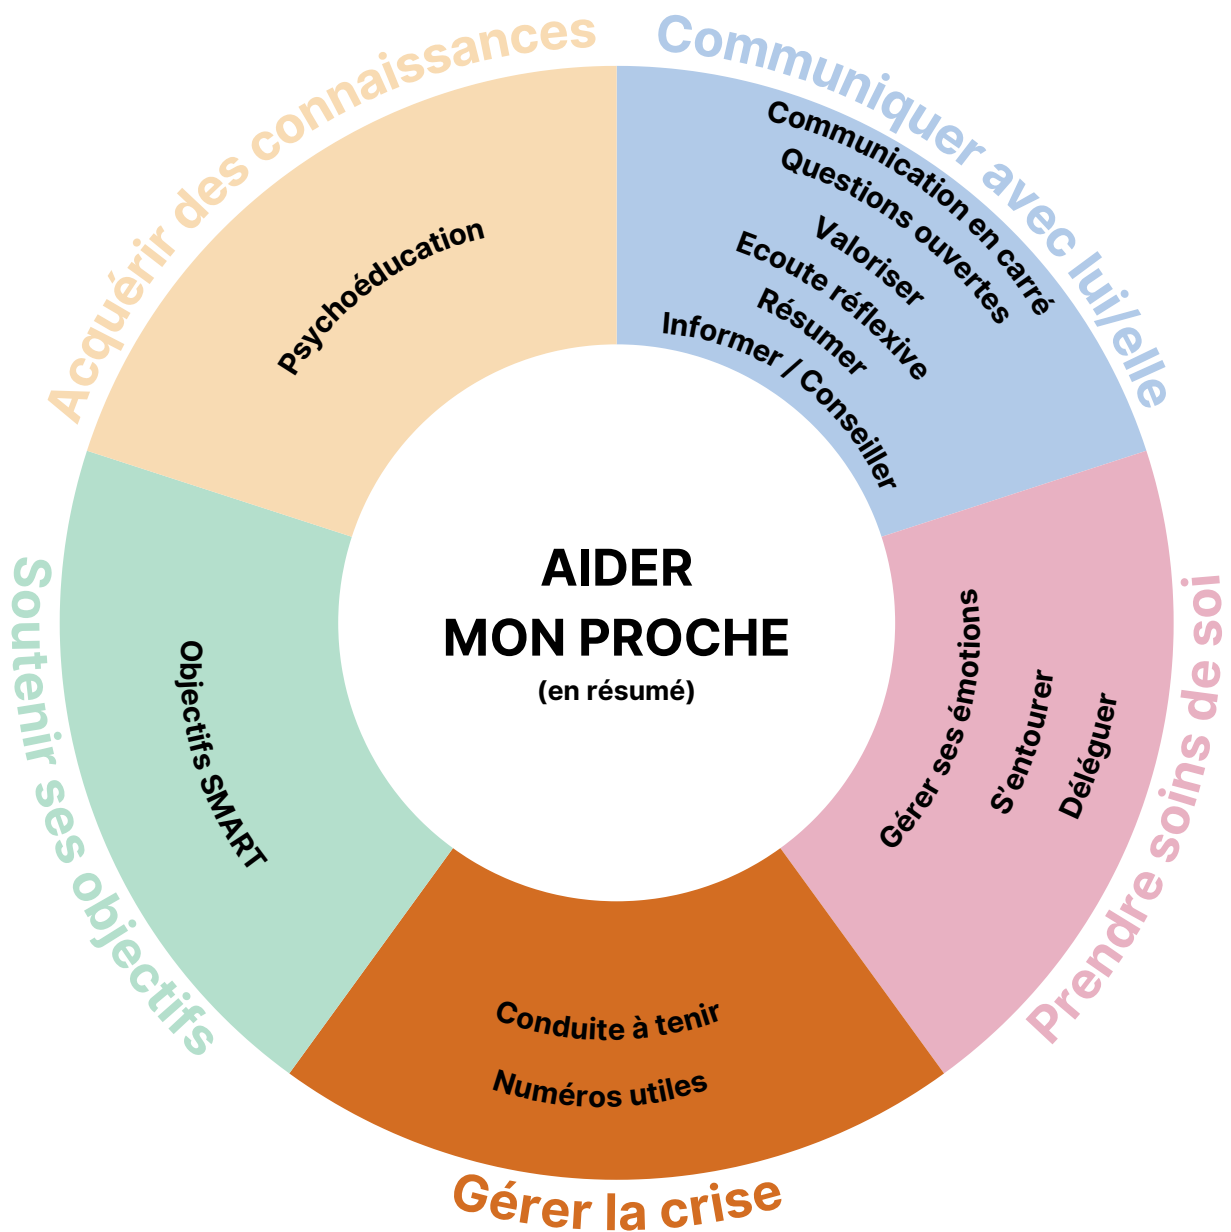 AIDER
MON PROCHE
(en résumé)
Communiquer avec lui/elle
Communication en carré
Questions ouvertes
Valoriser
Ecoute réflexive
Résumer
Informer / Conseiller
Prendre soins de soi
Gérer ses émotions
S'entourer
Déléguer
Gérer la crise
Conduite à tenir
Numéros utiles
Soutenir ses objectifs
Objectifs SMART
Acquérir des connaissances
Psychoéducation